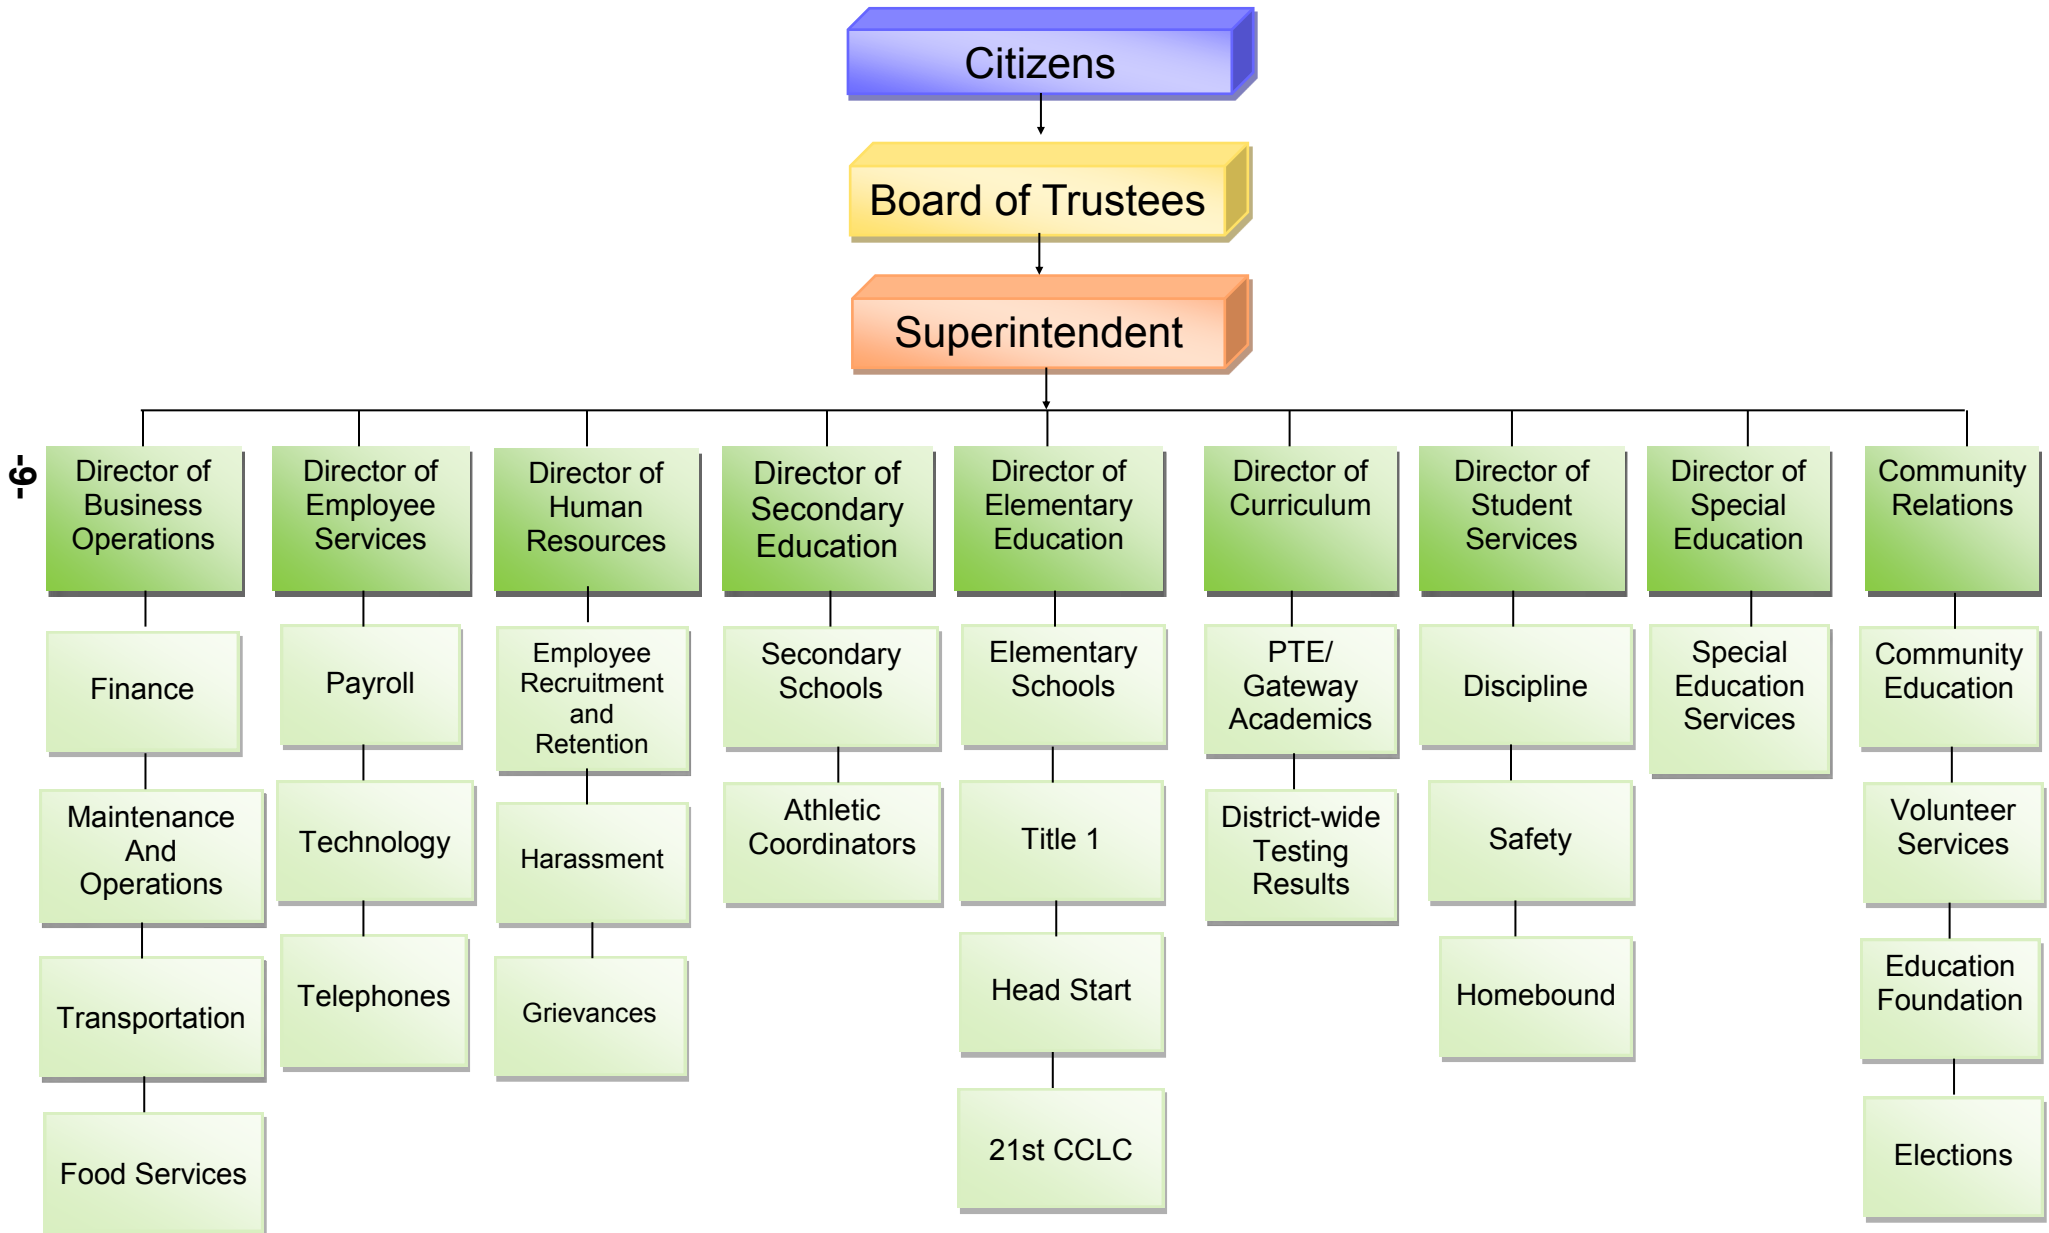 Citizens
Board of Trustees
Superintendent
-9-
Director of
Business
Operations
Finance
Maintenance
And
Operations
Transportation
Food Services
Director of
Employee
Services
Payroll
Technology
Telephones
Director of
Human
Resources
Employee
Recruitment
and
Retention
Harassment
Grievances
Director of
Secondary
Education
Secondary
Schools
Athletic
Coordinators
Director of
Elementary
Education
Elementary
Schools
Title 1
Head Start
21st CCLC
Director of
Curriculum
PTE/
Gateway
Academics
District-wide
Testing
Results
Director of
Student
Services
Discipline
Safety
Homebound
Director of
Special
Education
Special
Education
Services
Community
Relations
Community
Education
Volunteer
Services
Education
Foundation
Elections